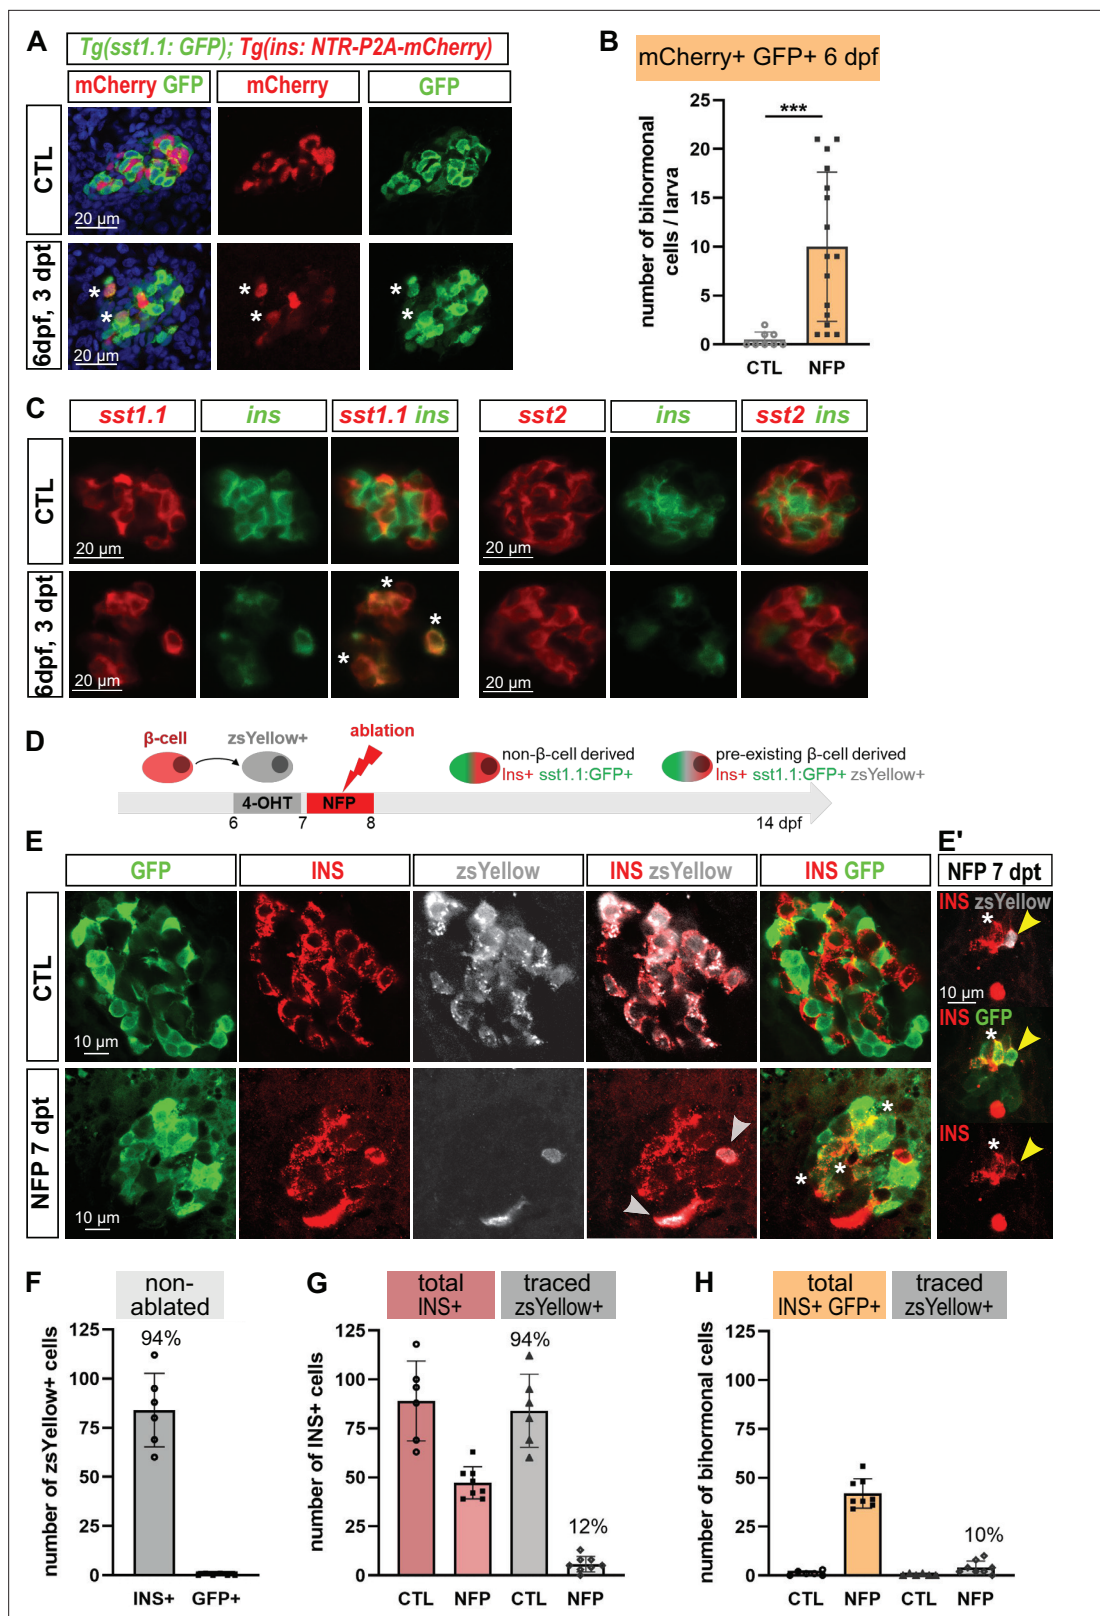 A
Tg(sst1.1: GFP); Tg(ins: NTR-P2A-mCherry)
mCherry GFP
mCherry
GFP
CTL
20 µm
6dpf, 3 dpt
20 µm
B
mCherry+ GFP+ 6 dpf
number of bihormonal
cells / larva
25
20
15
10
5
0
***
CTL
NFP
C
sst1.1
ins
sst1.1 ins
sst2
ins
sst2 ins
CTL
20 µm
20 µm
6dpf, 3 dpt
20 µm
20 µm
D
β-cell
zsYellow+
ablation
non-β-cell derived
Ins+ sst1.1:GFP+
pre-existing β-cell derived
Ins+ sst1.1:GFP+ zsYellow+
4-OHT
NFP
6
7
8
14 dpf
E
GFP
INS
zsYellow
INS zsYellow
INS GFP
CTL
10 µm
NFP 7 dpt
10 µm
E'
NFP 7 dpt
INS zsYellow
10 µm
INS GFP
INS
F
non-
ablated
94%
number of zsYellow+ cells
125
100
75
50
25
0
INS+
GFP+
G
total
INS+
traced
zsYellow+
94%
12%
number of INS+ cells
125
100
75
50
25
0
CTL
NFP
CTL
NFP
H
total
INS+ GFP+
traced
zsYellow+
10%
number of bihormonal cells
125
100
75
50
25
0
CTL
NFP
CTL
NFP